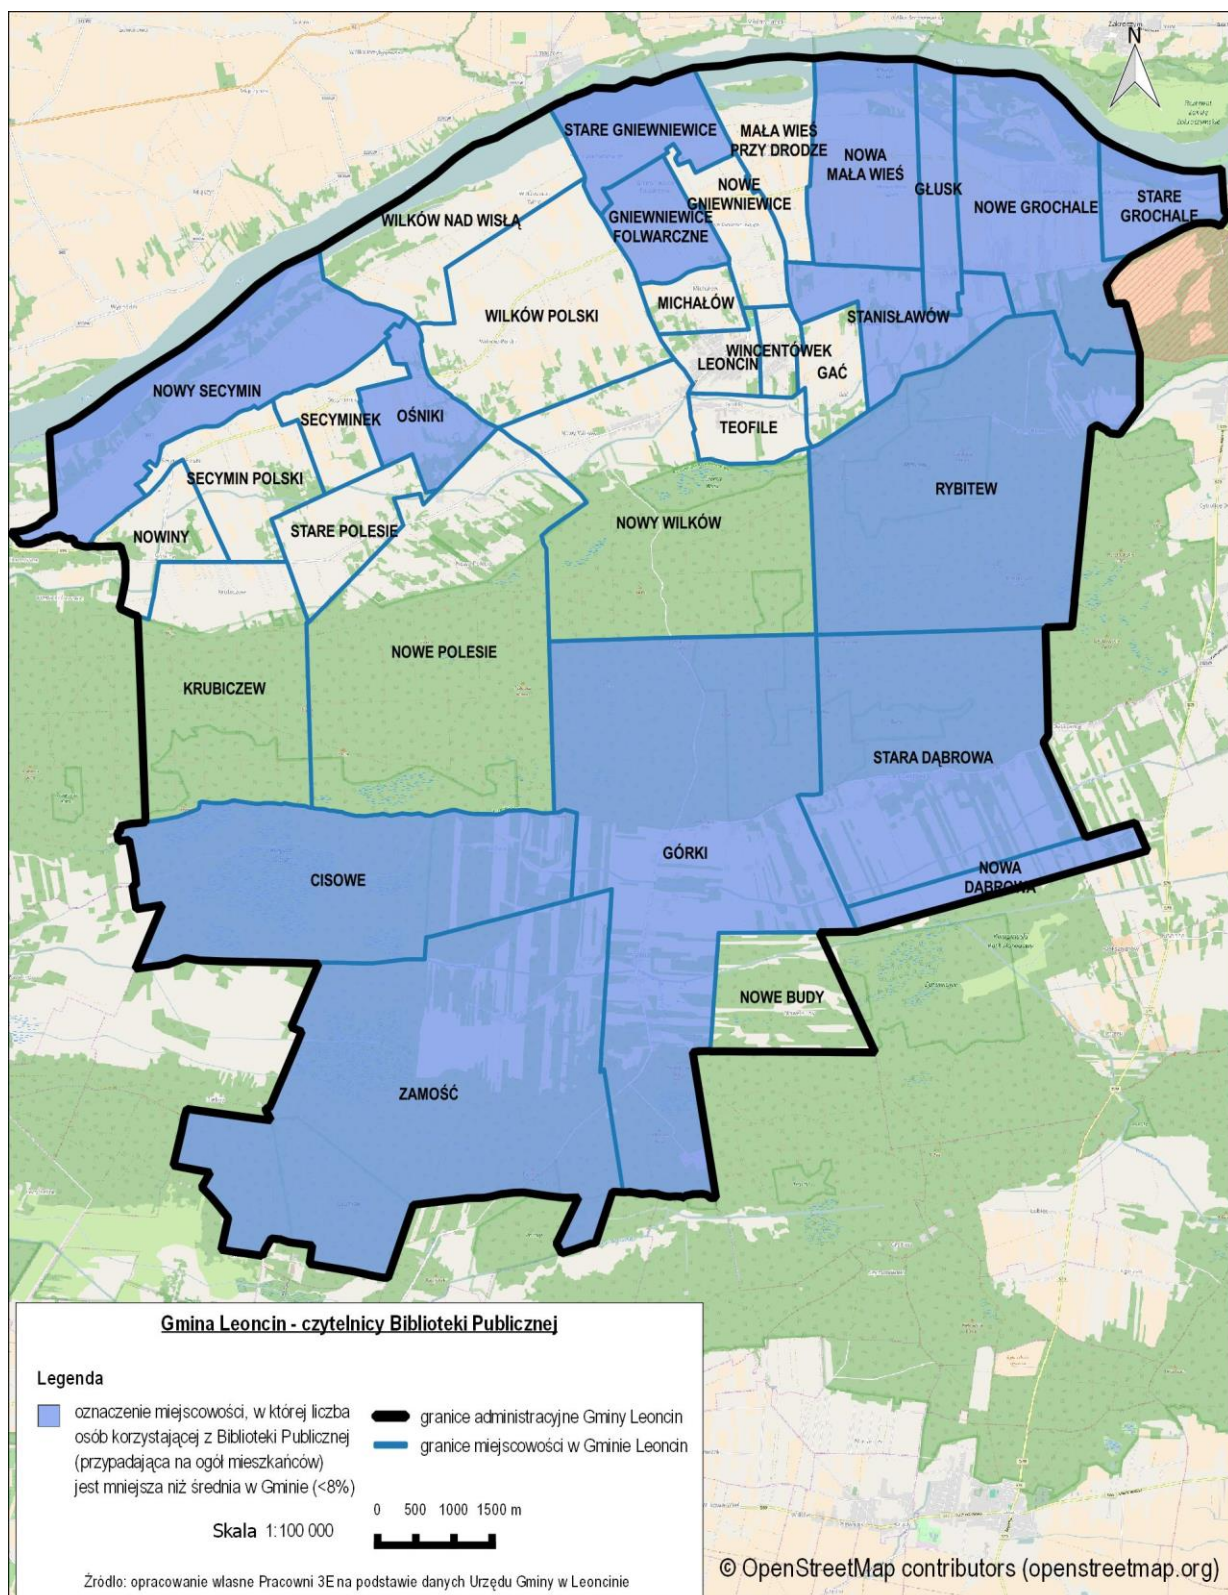 N
STARE GNIEWNIEWICE
MAŁA WIEŚ
PRZY DRODZE
NOWA
MAŁA WIEŚ
GŁUSK
NOWE GROCHALE
STARE
GROCHALE
NOWE
GNIEWNIEWICE
GNIEWNIEWICE
FOLWARCZNE
WILKÓW NAD WISŁĄ
MICHAŁÓW
WILKÓW POLSKI
STANISŁAWÓW
WINCENTÓWEK
LEONCIN
GAĆ
NOWY SECYMIN
SECYMINEK
OŚNIKI
TEOFILE
SECYMIN POLSKI
RYBITEW
NOWINY
STARE POLESIE
NOWY WILKÓW
NOWE POLESIE
KRUBICZEW
STARA DĄBROWA
GÓRKI
CISOWE
NOWA
DĄBROWA
NOWE BUDY
ZAMOŚĆ
Gmina Leoncin - czytelnicy Biblioteki Publicznej
Legenda
oznaczenie miejscowości, w której liczba
osób korzystającej z Biblioteki Publicznej
(przypadająca na ogół mieszkańców)
jest mniejsza niż średnia w Gminie (<8%)
granice administracyjne Gminy Leoncin
granice miejscowości w Gminie Leoncin
0 500 1000 1500 m
Skala 1:100 000
Źródło: opracowanie własne Pracowni 3E na podstawie danych Urzędu Gminy w Leoncinie
© OpenStreetMap contributors (openstreetmap.org)